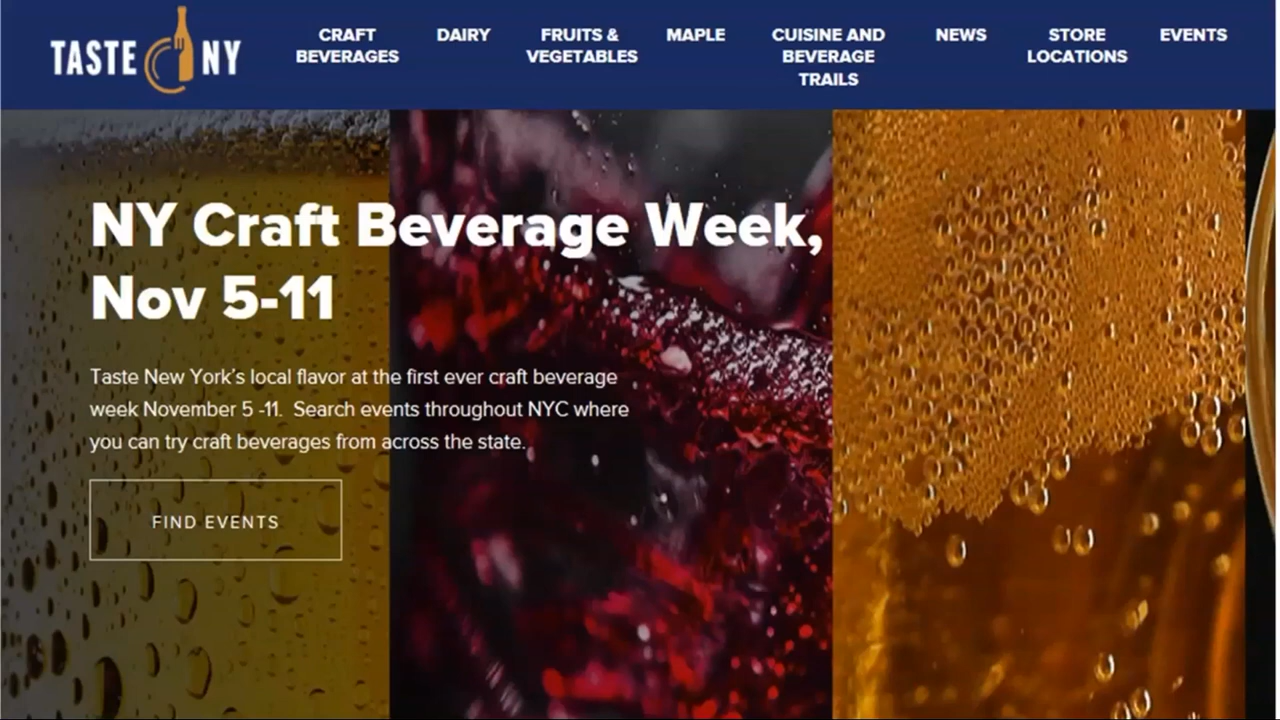 TASTE NY
CRAFT
BEVERAGES
DAIRY
FRUITS &
VEGETABLES
MAPLE
CUISINE AND
BEVERAGE
TRAILS
NEWS
STORE
LOCATIONS
EVENTS
NY Craft Beverage Week,
Nov 5-11
Taste New York's local flavor at the first ever craft beverage
week November 5 -11.  Search events throughout NYC where
you can try craft beverages from across the state.
FIND EVENTS